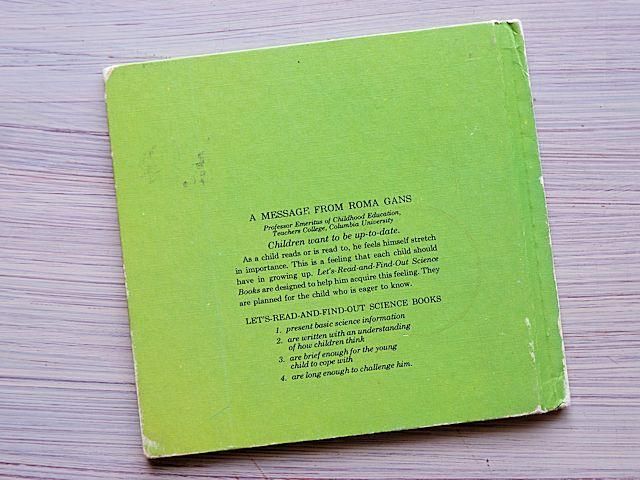 A MESSAGE FROM ROMA GANS
Professor Emeritus of Childhood Education,
Teachers College, Columbia University
Children want to be up-to-date.
As a child reads or is read to, he feels himself stretch
in importance. This is a feeling that each child should
have in growing up. Let's-Read-and-Find-Out Science
Books are designed to help him acquire this feeling. They
are planned for the child who is eager to know.
LET'S-READ-AND-FIND-OUT SCIENCE BOOKS
1. present basic science information
2. are written with an understanding
of how children think
3. are brief enough for the young
child to cope with
4. are long enough to challenge him.